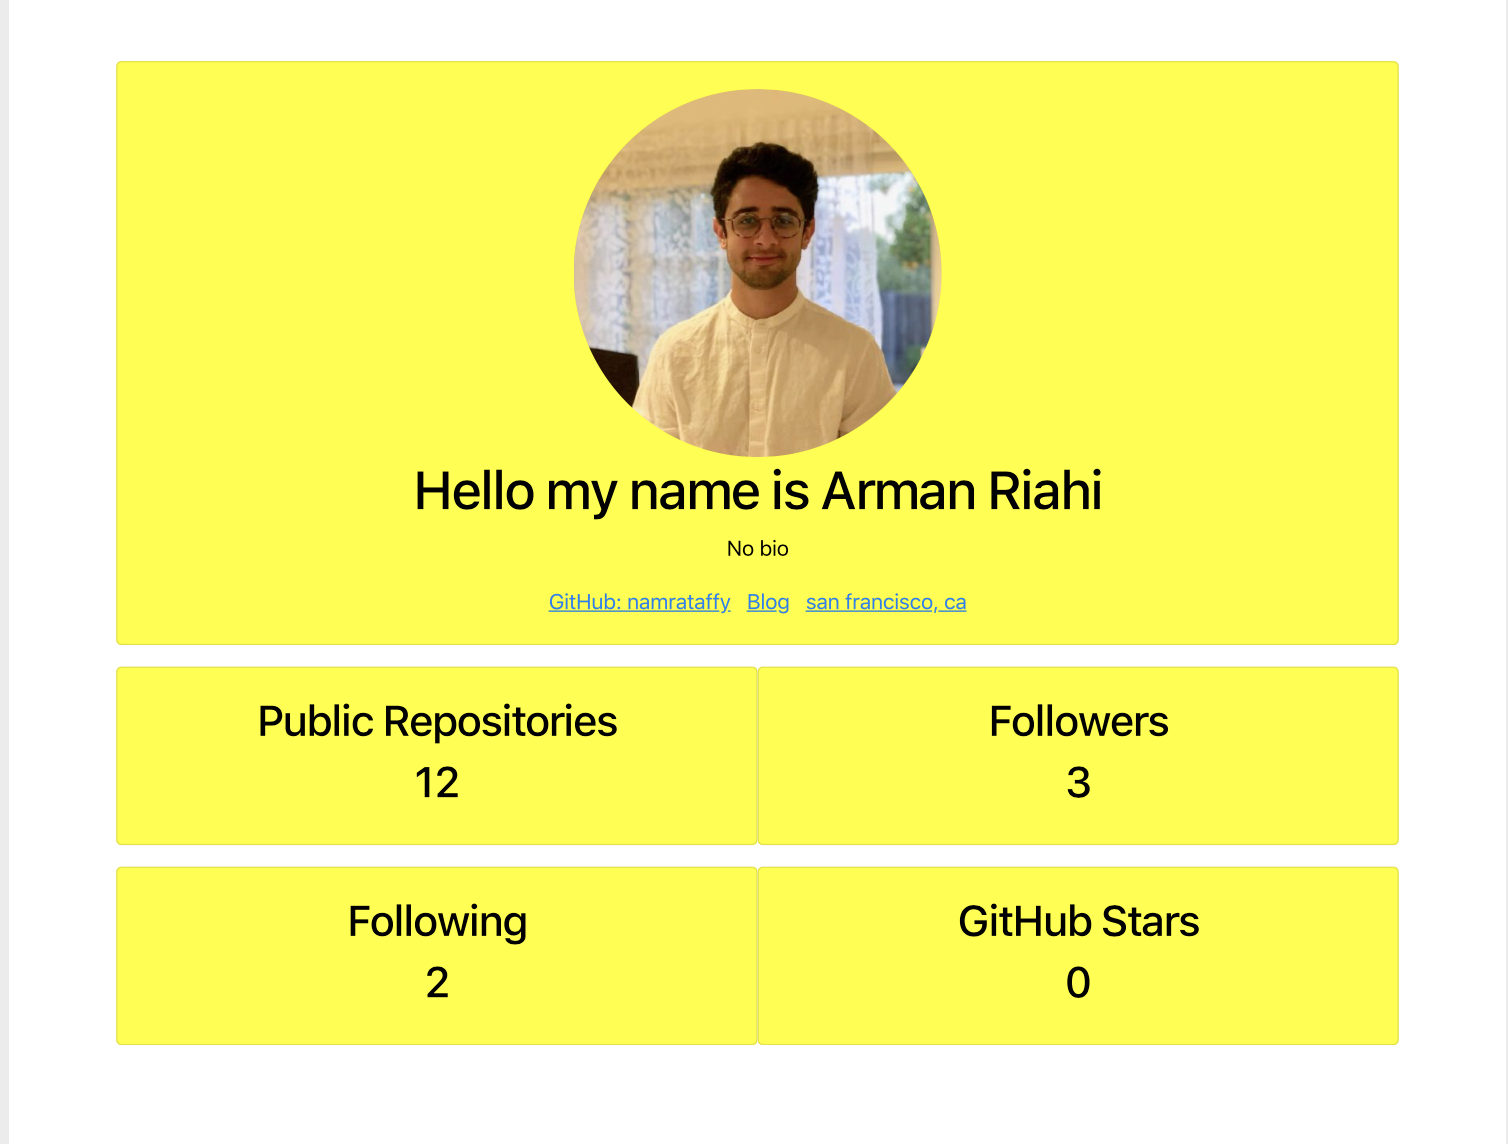 Hello my name is Arman Riahi
No bio
GitHub: namrataffy Blog san francisco, ca
Public Repositories
12
Followers
3
Following
2
GitHub Stars
0